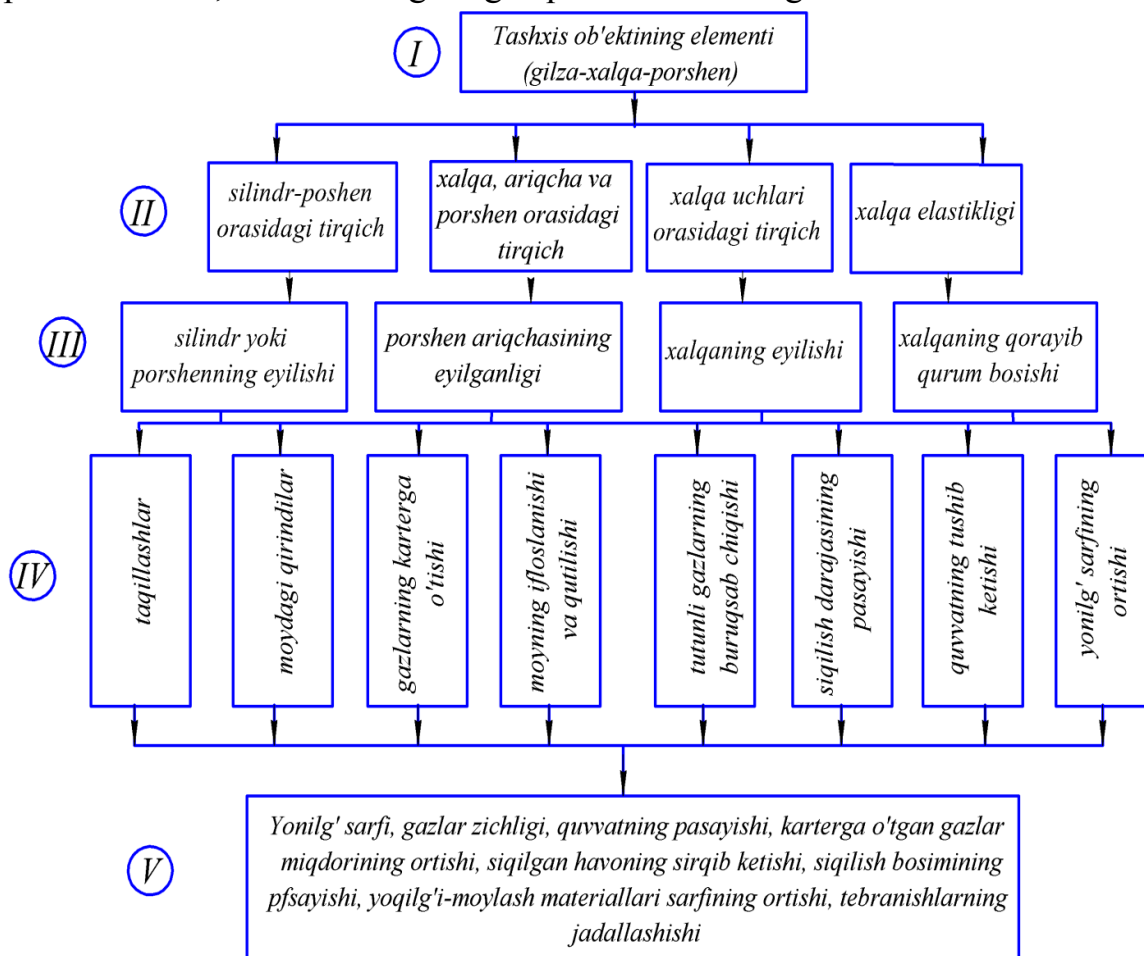 I
Tashxis ob'ektining elementi
(gilza-xalqa-porshen)
II
silindr-poshen
orasidagi tirqich
xalqa, ariqcha va
porshen orasidagi
tirqich
xalqa uchlari
orasidagi tirqich
xalqa elastikligi
III
silindr yoki
porshenning eyilishi
porshen ariqchasining
eyilganligi
xalqaning eyilishi
xalqaning qorayib
qurum bosishi
IV
taqillashlar
moydagi qirindilar
gazlarning karterga
o'tishi
moyning ifloslanishi
va qutilishi
tutunli gazlarning
buruqsab chiqishi
siqilish darajasining
pasayishi
quvvatning tushib
ketishi
yonilg' sarfining
ortishi
V
Yonilg' sarfi, gazlar zichligi, quvvatning pasayishi, karterga o'tgan gazlar
miqdorining ortishi, siqilgan havoning sirqib ketishi, siqilish bosimining
pfsayishi, yoqilg'i-moylash materiallari sarfining ortishi, tebranishlarning
jadallashishi